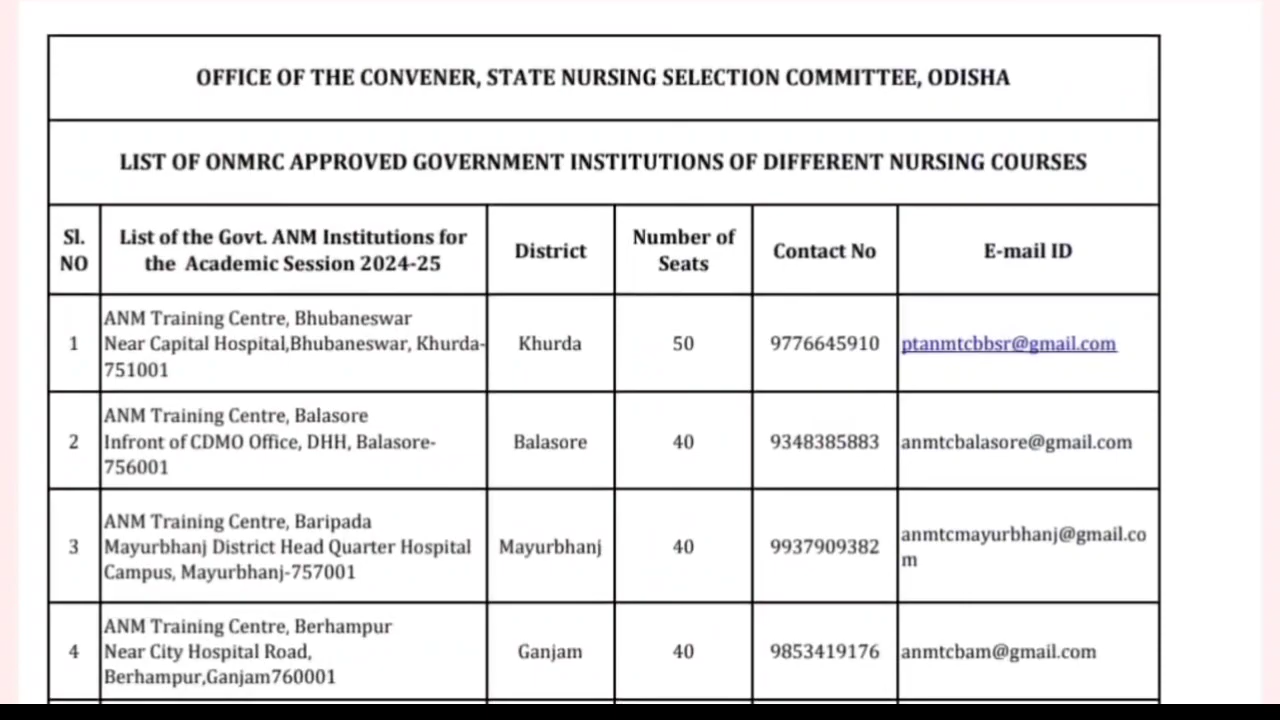 OFFICE OF THE CONVENER, STATE NURSING SELECTION COMMITTEE, ODISHA
LIST OF ONMRC APPROVED GOVERNMENT INSTITUTIONS OF DIFFERENT NURSING COURSES
Sl. NO
List of the Govt. ANM Institutions for
the Academic Session 2024-25
District
Number of
Seats
Contact No
E-mail ID
1
ANM Training Centre, Bhubaneswar
Near Capital Hospital,Bhubaneswar, Khurda-
751001
Khurda
50
9776645910
ptanmtcbbsr@gmail.com
2
ANM Training Centre, Balasore
Infront of CDMO Office, DHH, Balasore-
756001
Balasore
40
9348385883
anmtcbalasore@gmail.com
3
ANM Training Centre, Baripada
Mayurbhanj District Head Quarter Hospital
Campus, Mayurbhanj-757001
Mayurbhanj
40
9937909382
anmtcmayurbhanj@gmail.co
m
4
ANM Training Centre, Berhampur
Near City Hospital Road,
Berhampur,Ganjam760001
Ganjam
40
9853419176
anmtcbam@gmail.com